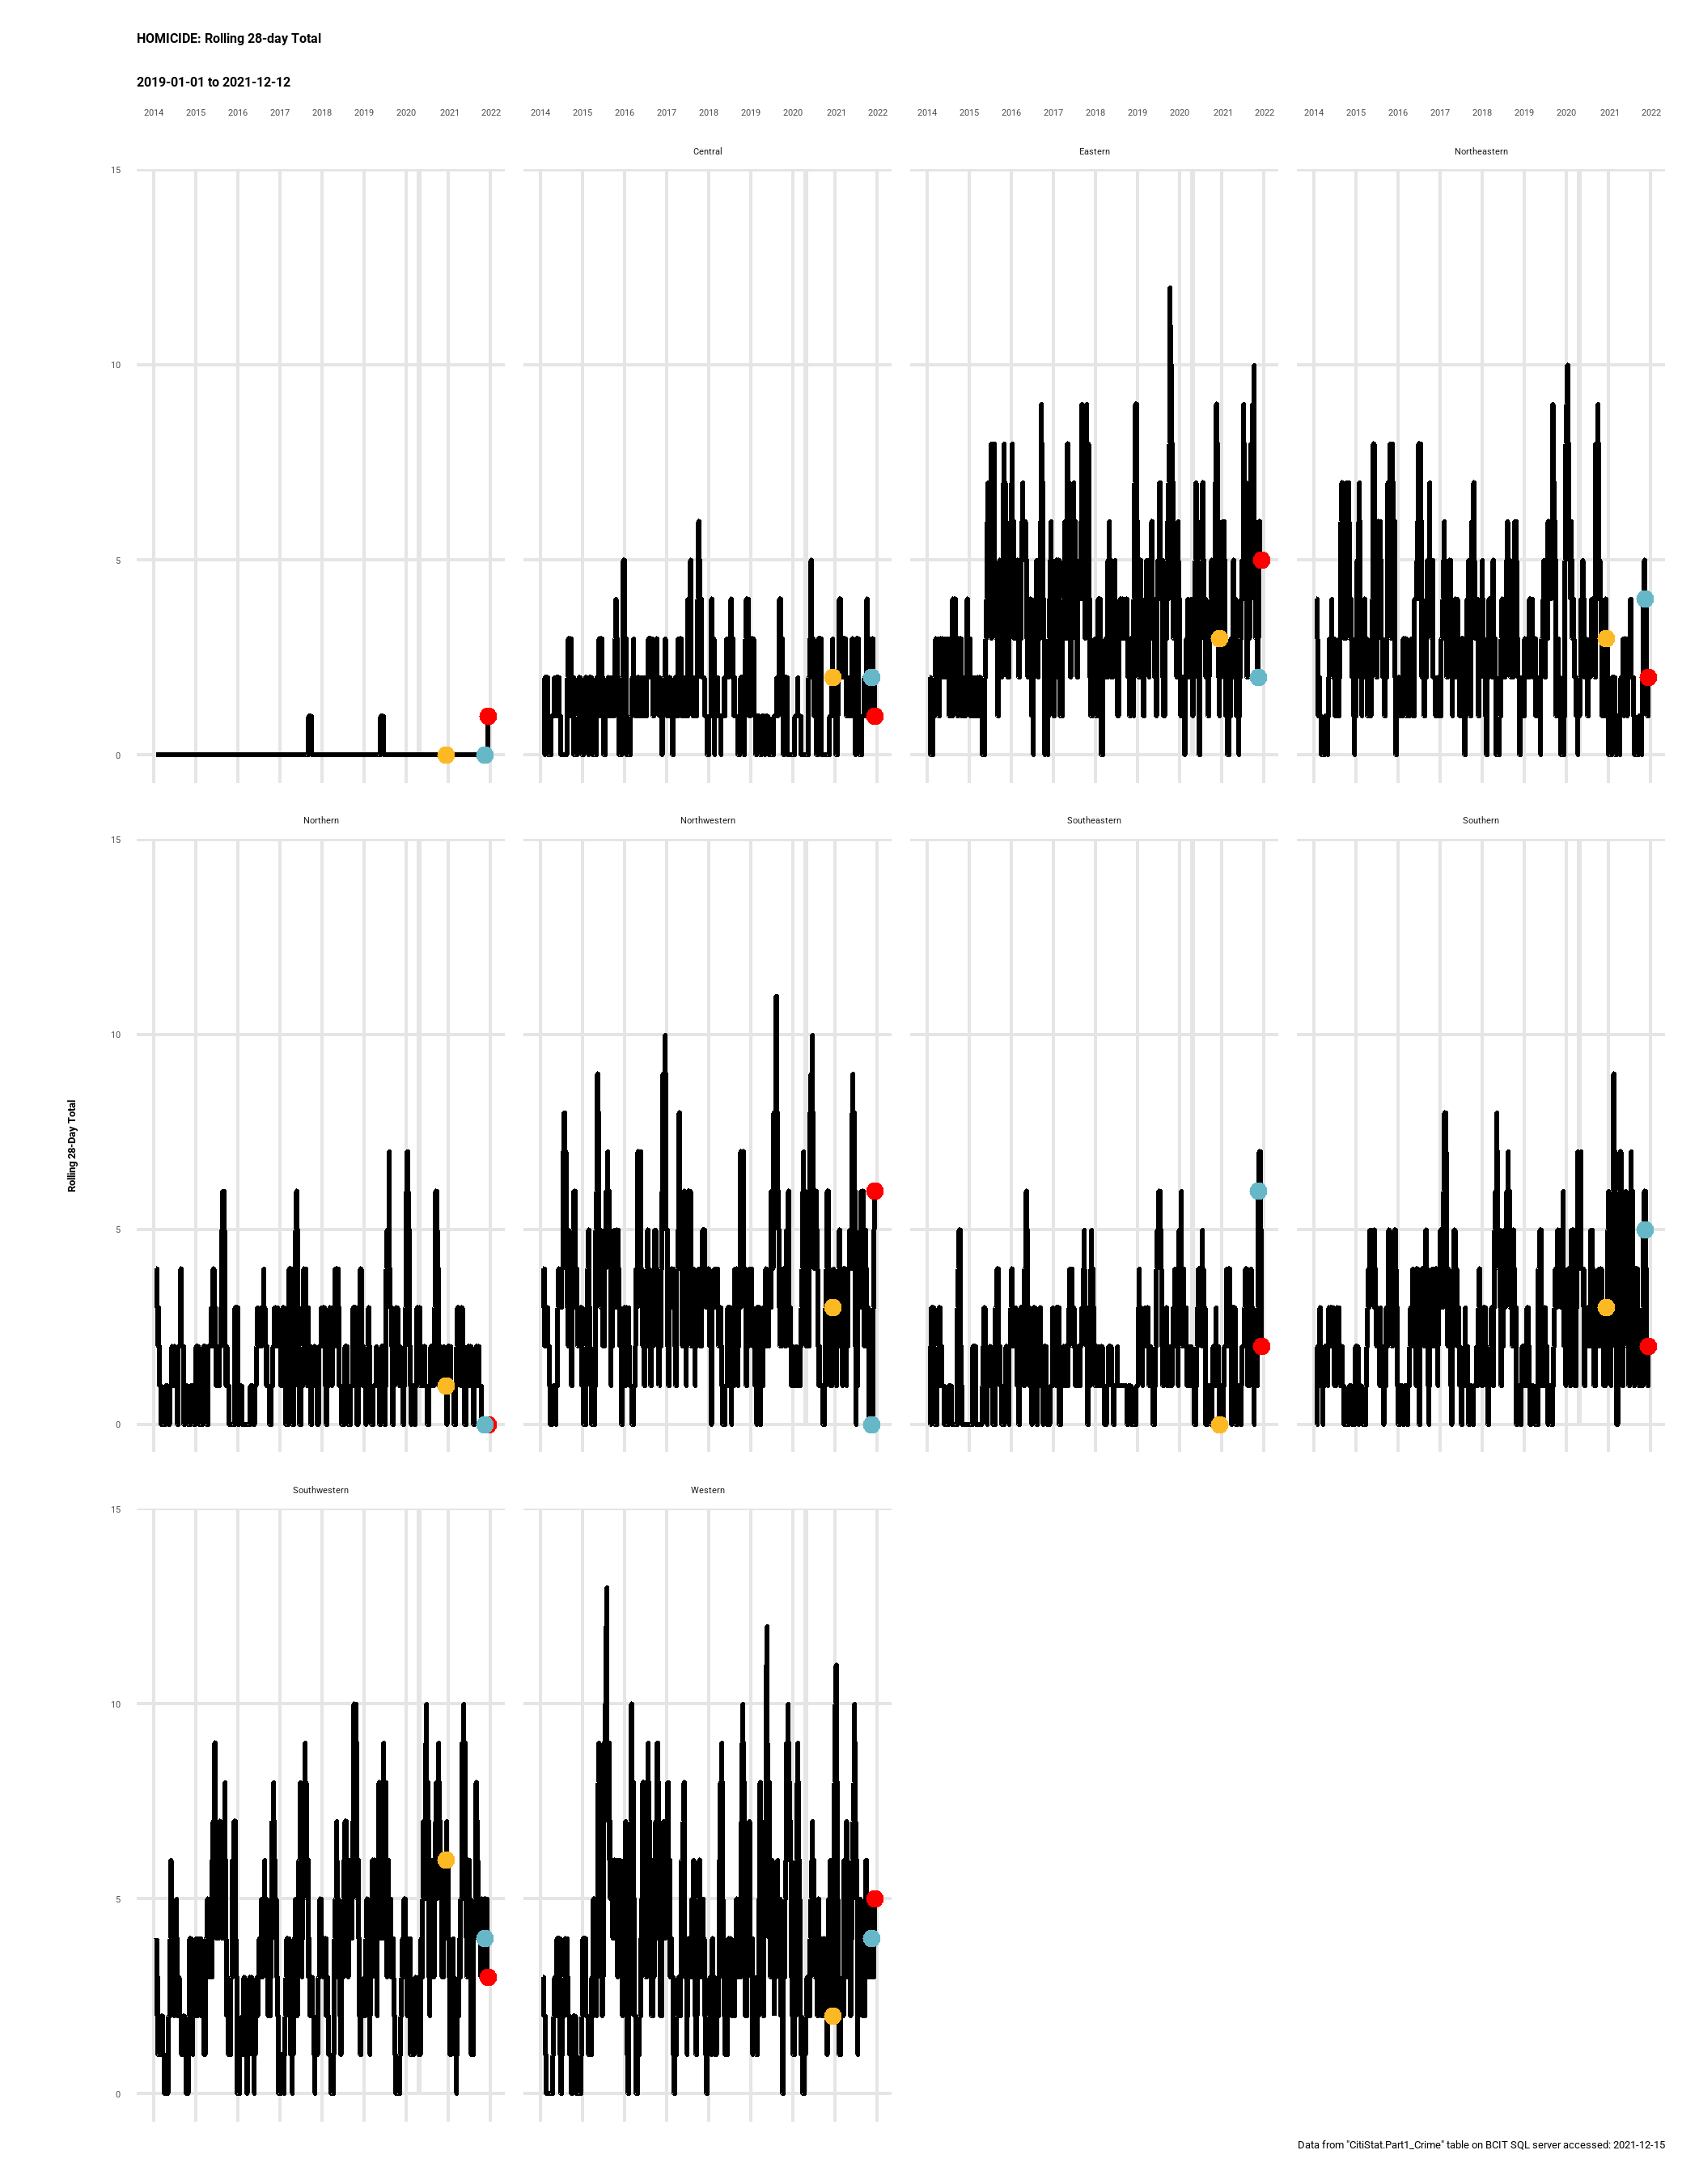 HOMICIDE: Rolling 28-day Total
2019-01-01 to 2021-12-12
2014 2015 2016 2017 2018 2019 2020 2021 2022 2014 2015 2016 2017 2018 2019 2020 2021 2022 2014 2015 2016 2017 2018 2019 2020 2021 2022 2014 2015 2016 2017 2018 2019 2020 2021 2022
Central Eastern Northeastern
15
10
5
0
Northern Northwestern Southeastern Southern
15
10
5
0
Rolling 28-Day Total
Southwestern Western
15
10
5
0
Data from "CitiStat.Part1_Crime" table on BCIT SQL server accessed: 2021-12-15